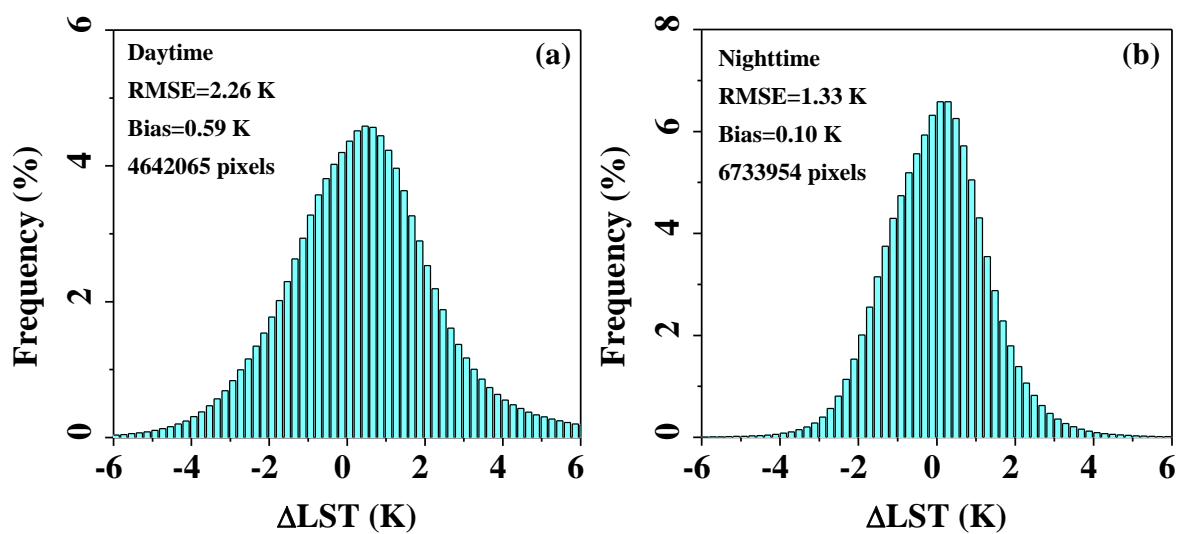 (a)
Daytime
RMSE=2.26 K
Bias=0.59 K
4642065 pixels
Frequency (%)
6
4
2
0
-6 -4 -2 0 2 4 6
ΔLST (K)
(b)
Nighttime
RMSE=1.33 K
Bias=0.10 K
6733954 pixels
Frequency (%)
8
6
4
2
0
-6 -4 -2 0 2 4 6
ΔLST (K)